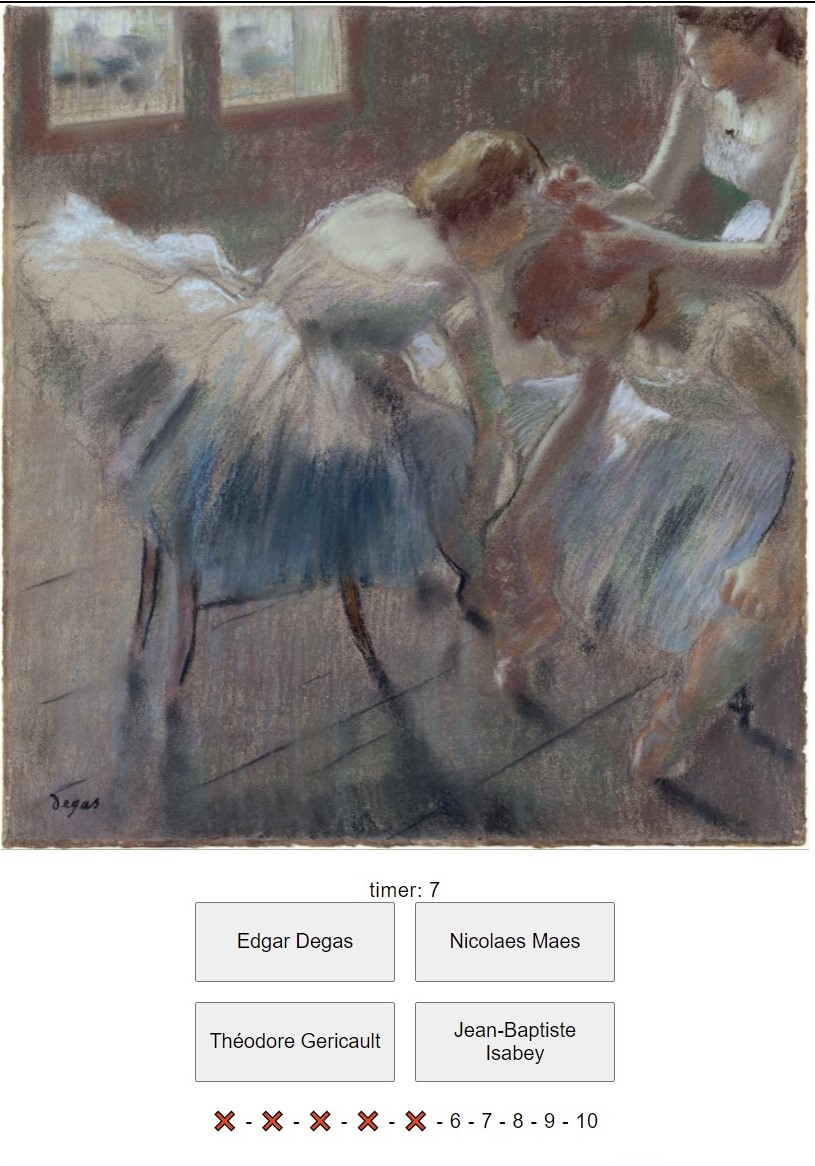 Degas
timer: 7
Edgar Degas
Nicolaes Maes
Théodore Gericault
Jean-Baptiste
Isabey
❌ - ❌ - ❌ - ❌ - ❌ - 6 - 7 - 8 - 9 - 10